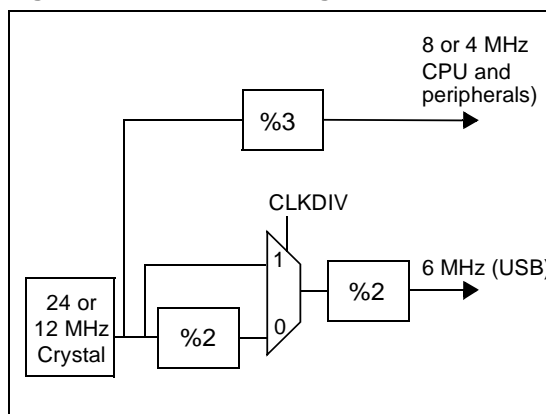 8 or 4 MHz
CPU and
peripherals)
%3
CLKDIV
1
6 MHz (USB)
%2
24 or
12 MHz
Crystal
%2
0